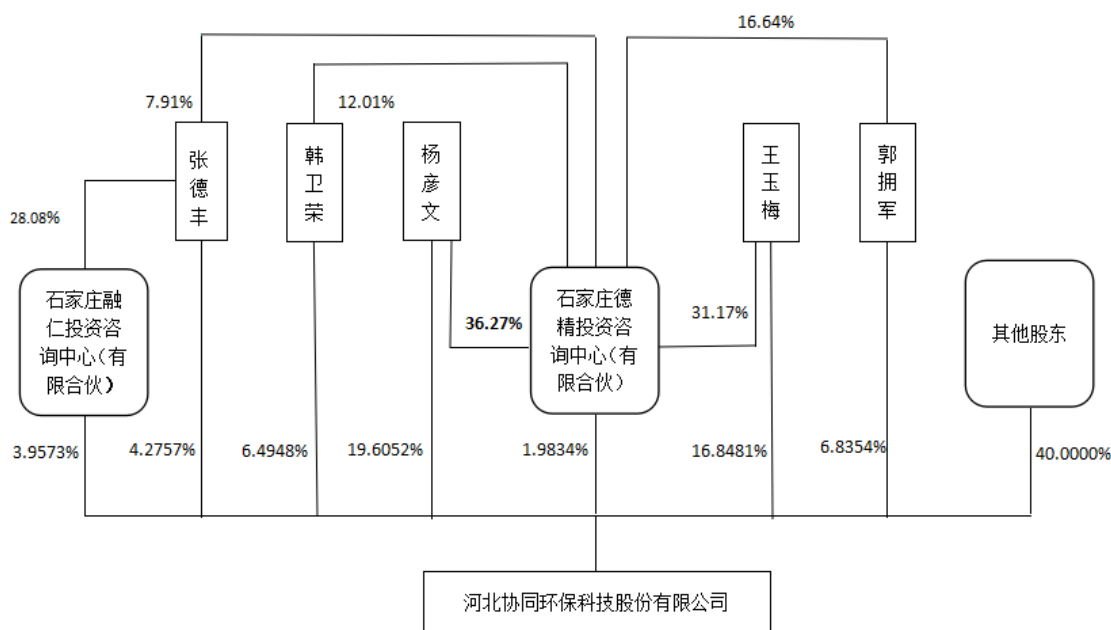 16.64%
7.91%
12.01%
张
德
丰
韩
卫
荣
杨
彦
文
王
玉
梅
郭
拥
军
28.08%
石家庄融
仁投资咨
询中心（有
限合伙）
36.27%
石家庄德
精投资咨
询中心（有
限合伙）
31.17%
其他股东
3.9573%
4.2757%
6.4948%
19.6052%
1.9834%
16.8481%
6.8354%
40.0000%
河北协同环保科技股份有限公司